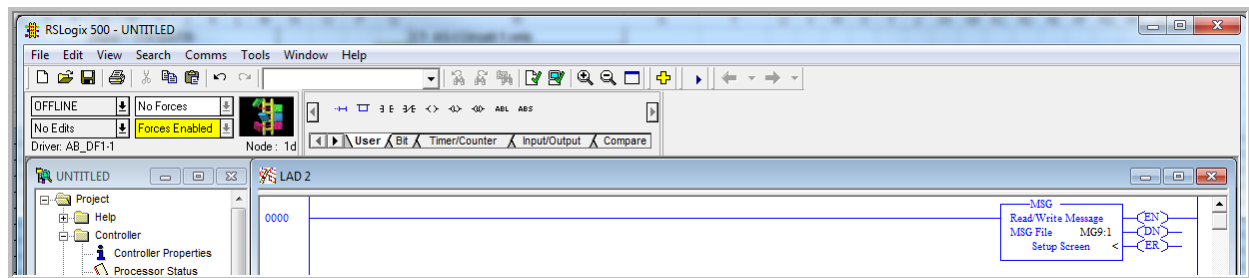 RSLogix 500 - UNTITLED
File Edit View Search Comms Tools Window Help
OFFLINE No Forces
No Edits Forces Enabled
ABL ABS
Driver: AB_DF1-1 Node: 1d
User Bit Timer/Counter Input/Output Compare
UNTITLED
LAD 2
Project
Help
Controller
Controller Properties
Processor Status
0000
MSG
Read/Write Message
MSG File MG9:1
Setup Screen <
EN
DN
ER